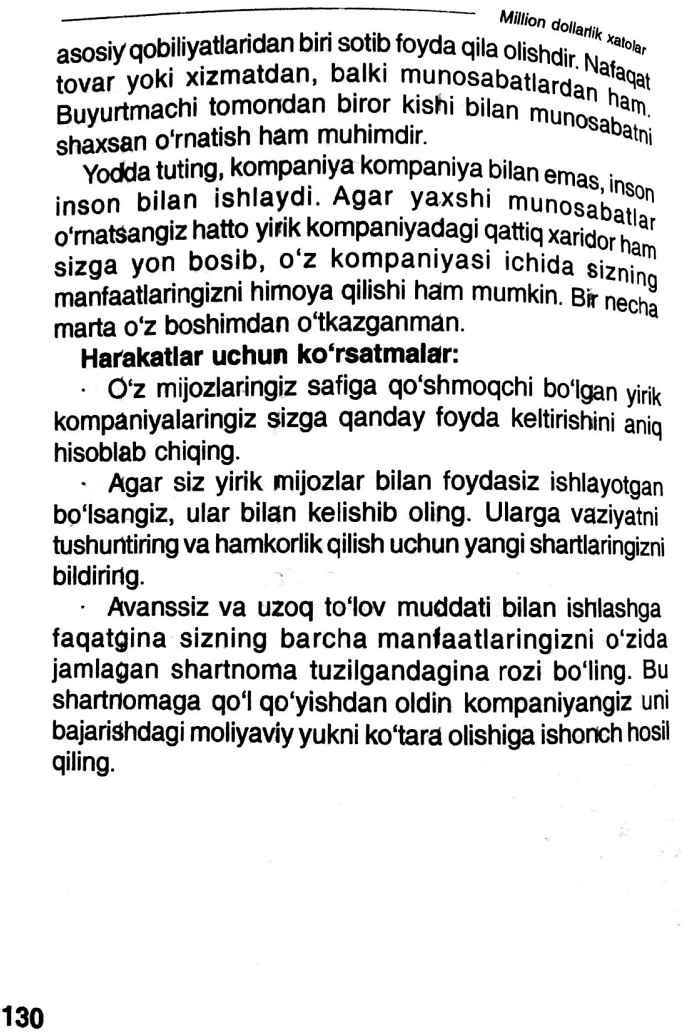 Million dollarlik xatolar
asosiy qobiliyatlaridan biri sotib foyda qila olishdir. Nafaqat
tovar yoki xizmatdan, balki munosabatlardan ham.
Buyurtmachi tomondan biror kishi bilan munosabatni
shaxsan o‘rnatish ham muhimdir.
Yodda tuting, kompaniya kompaniya bilan emas, inson
inson bilan ishlaydi. Agar yaxshi munosabatlar
o‘rnatsangiz hatto yirik kompaniyadagi qattiq xaridor ham
sizga yon bosib, o‘z kompaniyasi ichida sizning
manfaatlaringizni himoya qilishi ham mumkin. Bir necha
marta o‘z boshimdan o‘tkazganman.
Harakatlar uchun ko‘rsatmalar:
· O‘z mijozlaringiz safiga qo‘shmoqchi bo‘lgan yirik
kompaniyalaringiz sizga qanday foyda keltirishini aniq
hisoblab chiqing.
· Agar siz yirik mijozlar bilan foydasiz ishlayotgan
bo‘lsangiz, ular bilan kelishib oling. Ularga vaziyatni
tushuntiring va hamkorlik qilish uchun yangi shartlaringizni
bildiring.
· Avanssiz va uzoq to‘lov muddati bilan ishlashga
faqatgina sizning barcha manfaatlaringizni o‘zida
jamlagan shartnoma tuzilgandagina rozi bo‘ling. Bu
shartnomaga qo‘l qo‘yishdan oldin kompaniyangiz uni
bajarishdagi moliyaviy yukni ko‘tara olishiga ishonch hosil
qiling.
130